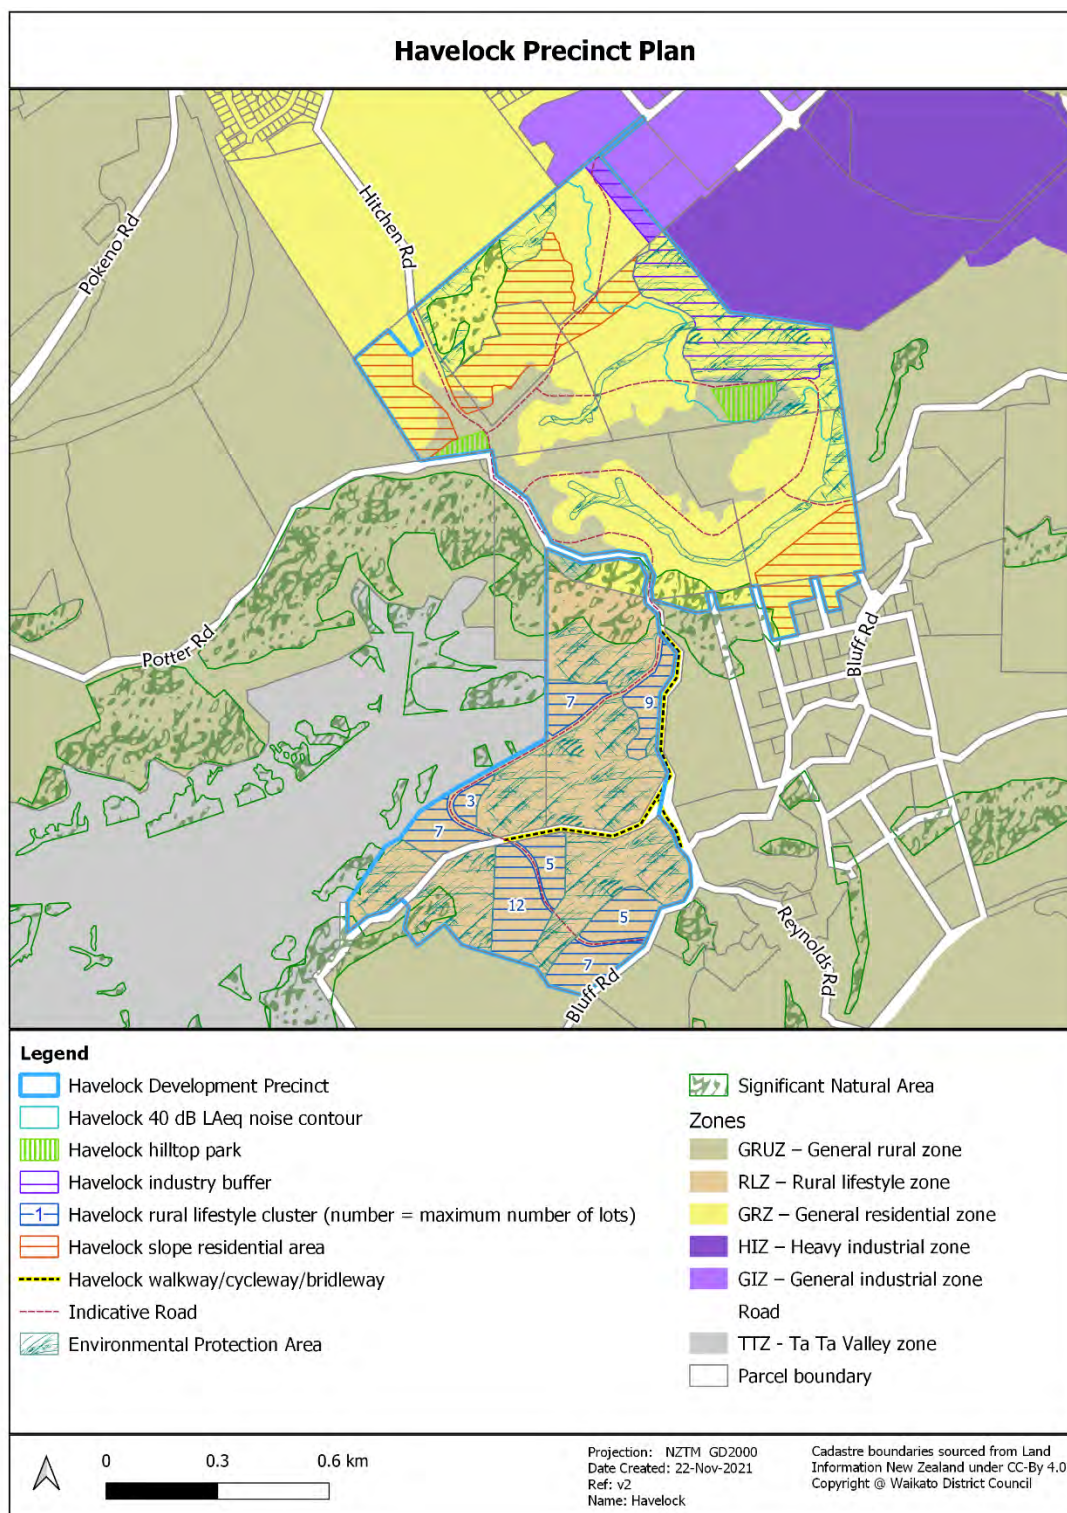 Havelock Precinct Plan
Pokeno Rd
Hitchen Rd
Potter Rd
Bluff Rd
7
9
3
7
5
12
5
7
Bluff Rd
Reynolds Rd
Legend
Havelock Development Precinct
Havelock 40 dB LAeq noise contour
Havelock hilltop park
Havelock industry buffer
1 Havelock rural lifestyle cluster (number = maximum number of lots)
Havelock slope residential area
Havelock walkway/cycleway/bridleway
Indicative Road
Environmental Protection Area
Significant Natural Area
Zones
GRUZ – General rural zone
RLZ – Rural lifestyle zone
GRZ – General residential zone
HIZ – Heavy industrial zone
GIZ – General industrial zone
Road
TTZ - Ta Ta Valley zone
Parcel boundary
0 0.3 0.6 km
Projection: NZTM GD2000
Date Created: 22-Nov-2021
Ref: v2
Name: Havelock
Cadastre boundaries sourced from Land
Information New Zealand under CC-By 4.0
Copyright @ Waikato District Council